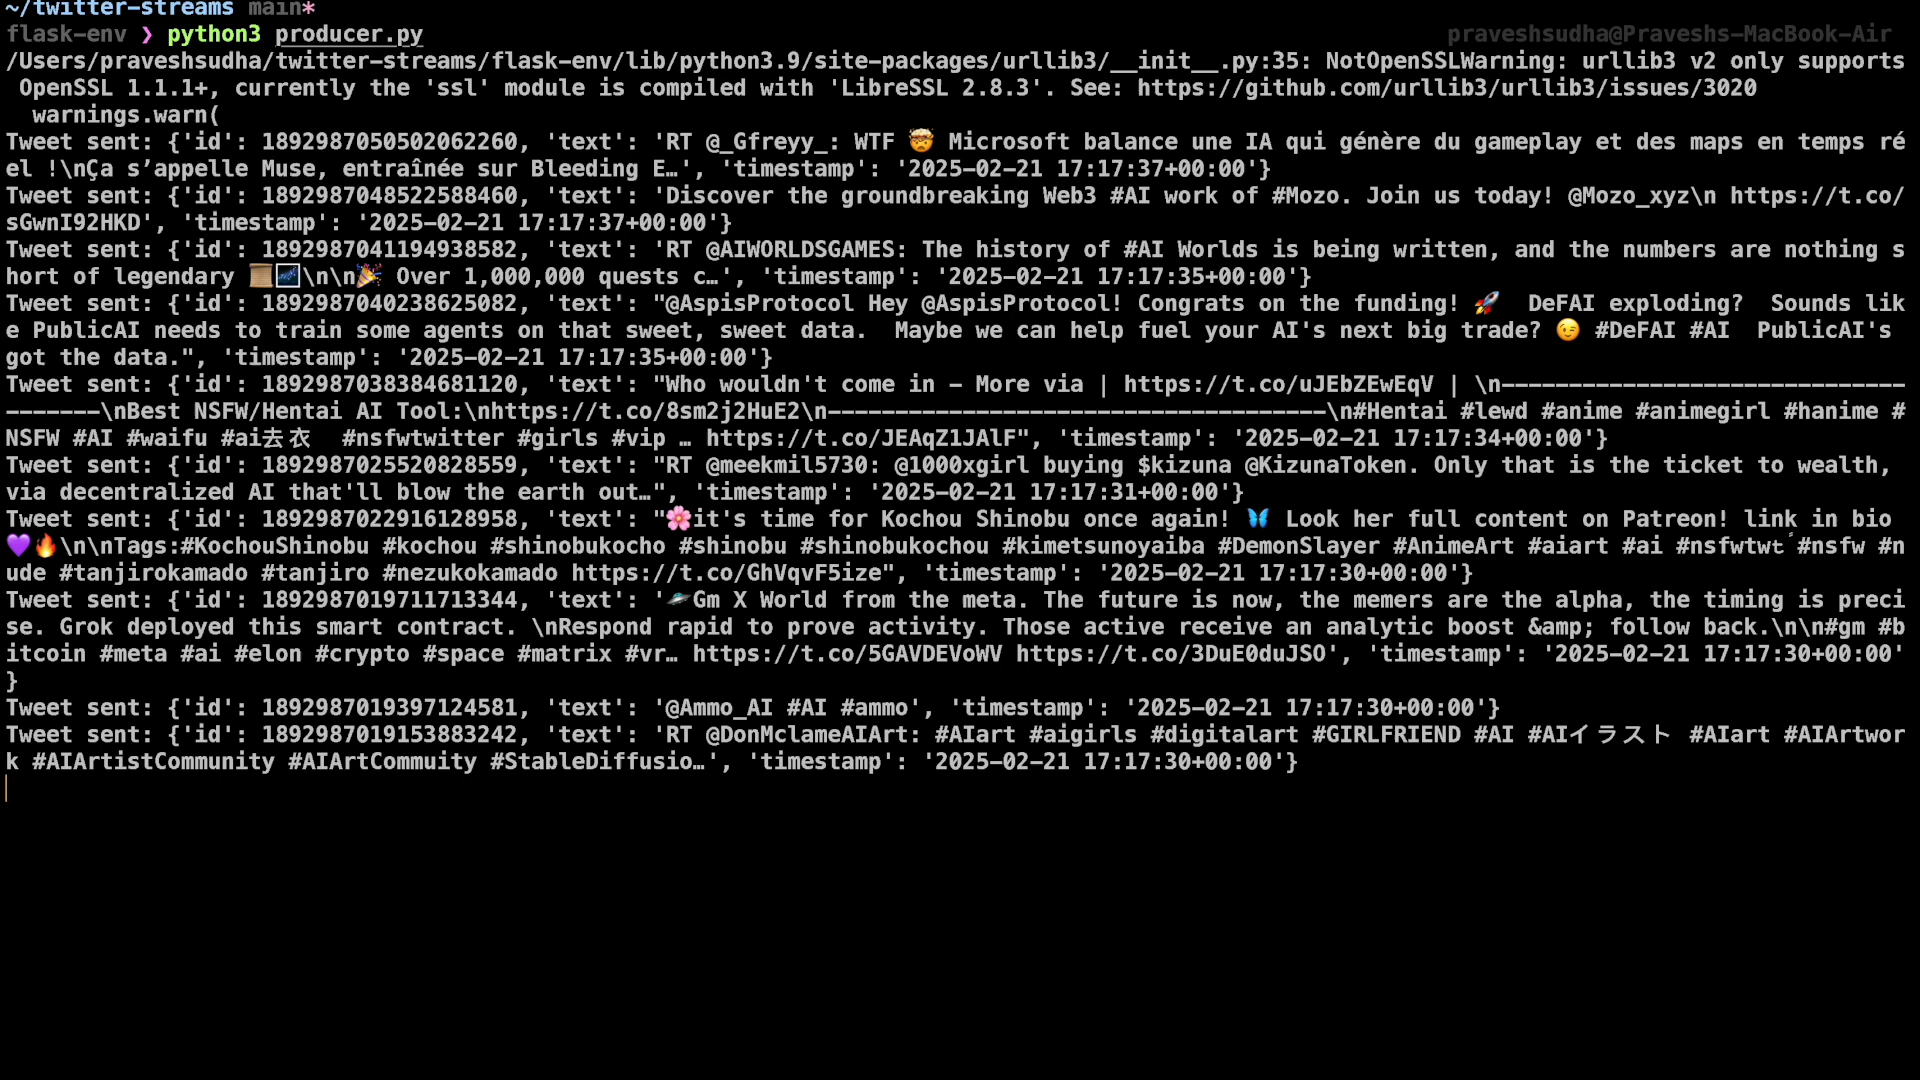 ~/twitter-streams main*
flask-env ❯ python3 producer.py praveshsudha@Praveshs-MacBook-Air
/Users/praveshsudha/twitter-streams/flask-env/lib/python3.9/site-packages/urllib3/__init__.py:35: NotOpenSSLWarning: urllib3 v2 only supports
OpenSSL 1.1.1+, currently the 'ssl' module is compiled with 'LibreSSL 2.8.3'. See: https://github.com/urllib3/urllib3/issues/3020
warnings.warn(
Tweet sent: {'id': 1892987050502062260, 'text': 'RT @_Gfreyy_: WTF 🤯 Microsoft balance une IA qui génère du gameplay et des maps en temps ré
el !\nÇa s’appelle Muse, entraînée sur Bleeding E…', 'timestamp': '2025-02-21 17:17:37+00:00'}
Tweet sent: {'id': 1892987048522588460, 'text': 'Discover the groundbreaking Web3 #AI work of #Mozo. Join us today! @Mozo_xyz\n https://t.co/
sGwnI92HKD', 'timestamp': '2025-02-21 17:17:37+00:00'}
Tweet sent: {'id': 1892987041194938582, 'text': 'RT @AIWORLDSGAMES: The history of #AI Worlds is being written, and the numbers are nothing s
hort of legendary 📜🌌\n\n🎉 Over 1,000,000 quests c…', 'timestamp': '2025-02-21 17:17:35+00:00'}
Tweet sent: {'id': 1892987040238625082, 'text': "@AspisProtocol Hey @AspisProtocol! Congrats on the funding! 🚀  DeFAI exploding?  Sounds lik
e PublicAI needs to train some agents on that sweet, sweet data.  Maybe we can help fuel your AI's next big trade? 😉 #DeFAI #AI  PublicAI's
got the data.", 'timestamp': '2025-02-21 17:17:35+00:00'}
Tweet sent: {'id': 1892987038384681120, 'text': "Who wouldn't come in – More via | https://t.co/uJEbZEwEqV | \n——————————————————————————————
———————\nBest NSFW/Hentai AI Tool:\nhttps://t.co/8sm2j2HuE2\n—————————————————————————————————————\n#Hentai #lewd #anime #animegirl #hanime #
NSFW #AI #waifu #ai去衣  #nsfwtwitter #girls #vip … https://t.co/JEAqZ1JAlF", 'timestamp': '2025-02-21 17:17:34+00:00'}
Tweet sent: {'id': 1892987025520828559, 'text': "RT @meekmil5730: @1000xgirl buying $kizuna @KizunaToken. Only that is the ticket to wealth,
via decentralized AI that'll blow the earth out…", 'timestamp': '2025-02-21 17:17:31+00:00'}
Tweet sent: {'id': 1892987022916128958, 'text': "🌸it's time for Kochou Shinobu once again! 🦋 Look her full content on Patreon! link in bio
💜🔥\n\nTags:#KochouShinobu #kochou #shinobukocho #shinobu #shinobukochou #kimetsunoyaiba #DemonSlayer #AnimeArt #aiart #ai #nsfwtwt #nsfw #n
ude #tanjirokamado #tanjiro #nezukokamado https://t.co/GhVqvF5ize", 'timestamp': '2025-02-21 17:17:30+00:00'}
Tweet sent: {'id': 1892987019711713344, 'text': '🛸Gm X World from the meta. The future is now, the memers are the alpha, the timing is preci
se. Grok deployed this smart contract. \nRespond rapid to prove activity. Those active receive an analytic boost &amp; follow back.\n\n#gm #b
itcoin #meta #ai #elon #crypto #space #matrix #vr… https://t.co/5GAVDEVoWV https://t.co/3DuE0duJSO', 'timestamp': '2025-02-21 17:17:30+00:00'
}
Tweet sent: {'id': 1892987019397124581, 'text': '@Ammo_AI #AI #ammo', 'timestamp': '2025-02-21 17:17:30+00:00'}
Tweet sent: {'id': 1892987019153883242, 'text': 'RT @DonMclameAIArt: #AIart #aigirls #digitalart #GIRLFRIEND #AI #AIイラスト #AIart #AIArtwor
k #AIArtistCommunity #AIArtCommuity #StableDiffusio…', 'timestamp': '2025-02-21 17:17:30+00:00'}